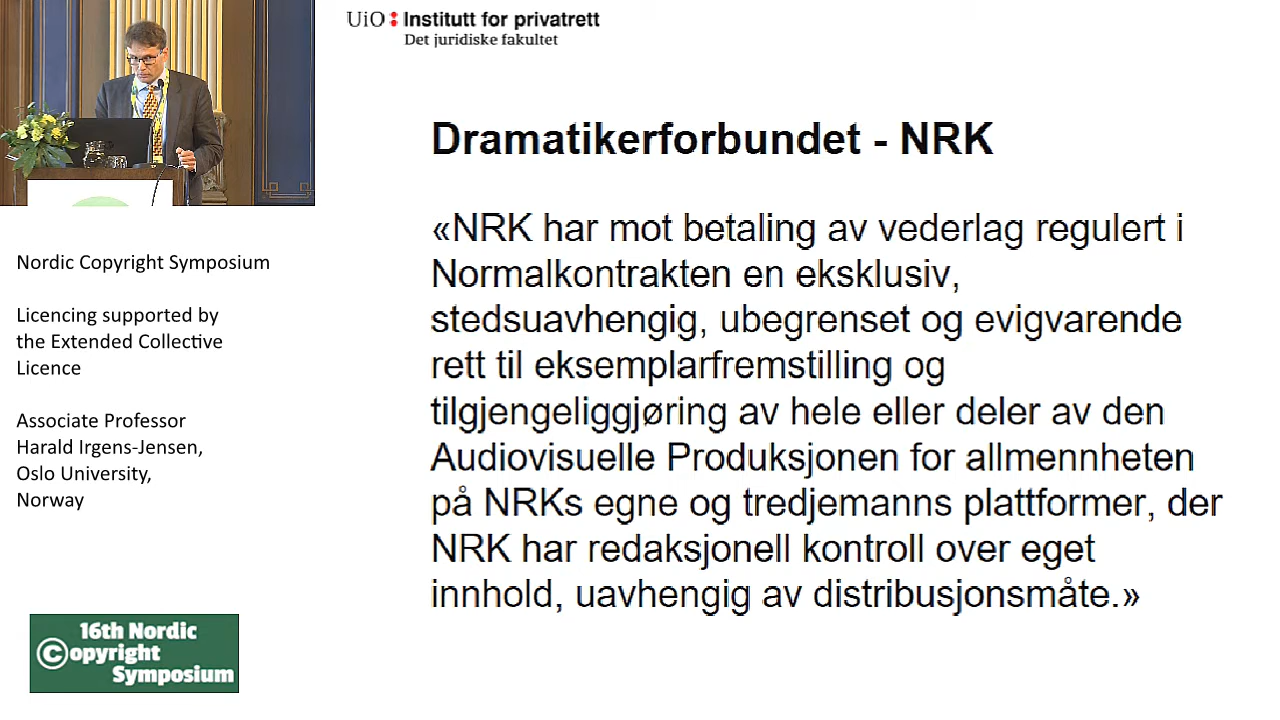 UiO Institutt for privatrett
Det juridiske fakultet
Dramatikerforbundet - NRK
«NRK har mot betaling av vederlag regulert i
Normalkontrakten en eksklusiv,
stedsuavhengig, ubegrenset og evigvarende
rett til eksemplarfremstilling og
tilgjengeliggjøring av hele eller deler av den
Audiovisuelle Produksjonen for allmennheten
på NRKs egne og tredjemanns plattformer, der
NRK har redaksjonell kontroll over eget
innhold, uavhengig av distribusjonsmåte.»
Nordic Copyright Symposium
Licencing supported by
the Extended Collective
Licence
Associate Professor
Harald Irgens-Jensen,
Oslo University,
Norway
16th Nordic
©opyright
Symposium